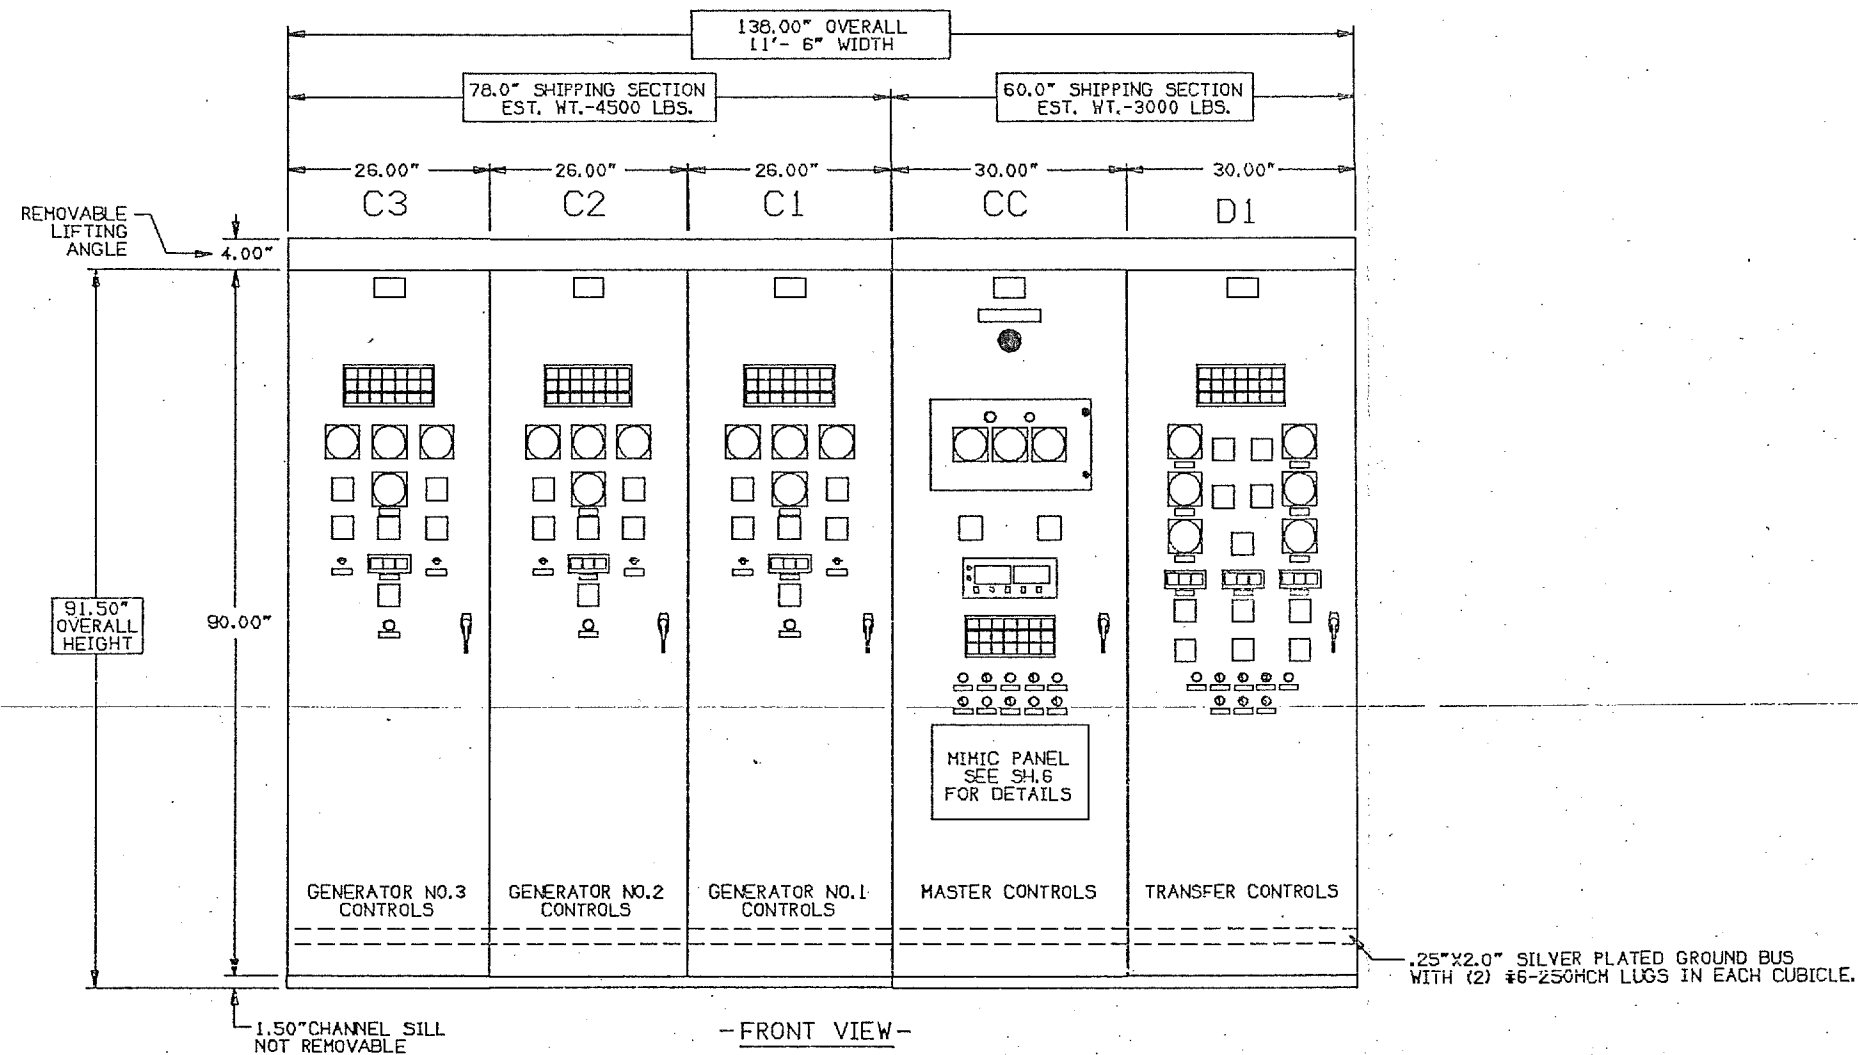 138.00" OVERALL
11'- 6" WIDTH
78.0" SHIPPING SECTION
EST. WT.-4500 LBS.
60.0" SHIPPING SECTION
EST. WT.-3000 LBS.
26.00"
26.00"
26.00"
30.00"
30.00"
C3
C2
C1
CC
D1
REMOVABLE
LIFTING
ANGLE
4.00"
91.50"
OVERALL
HEIGHT
90.00"
MIMIC PANEL
SEE SH.6
FOR DETAILS
GENERATOR NO.3
CONTROLS
GENERATOR NO.2
CONTROLS
GENERATOR NO.1
CONTROLS
MASTER CONTROLS
TRANSFER CONTROLS
.25"X2.0" SILVER PLATED GROUND BUS
WITH (2) #6-250MCM LUGS IN EACH CUBICLE.
1.50"CHANNEL SILL
NOT REMOVABLE
-FRONT VIEW-